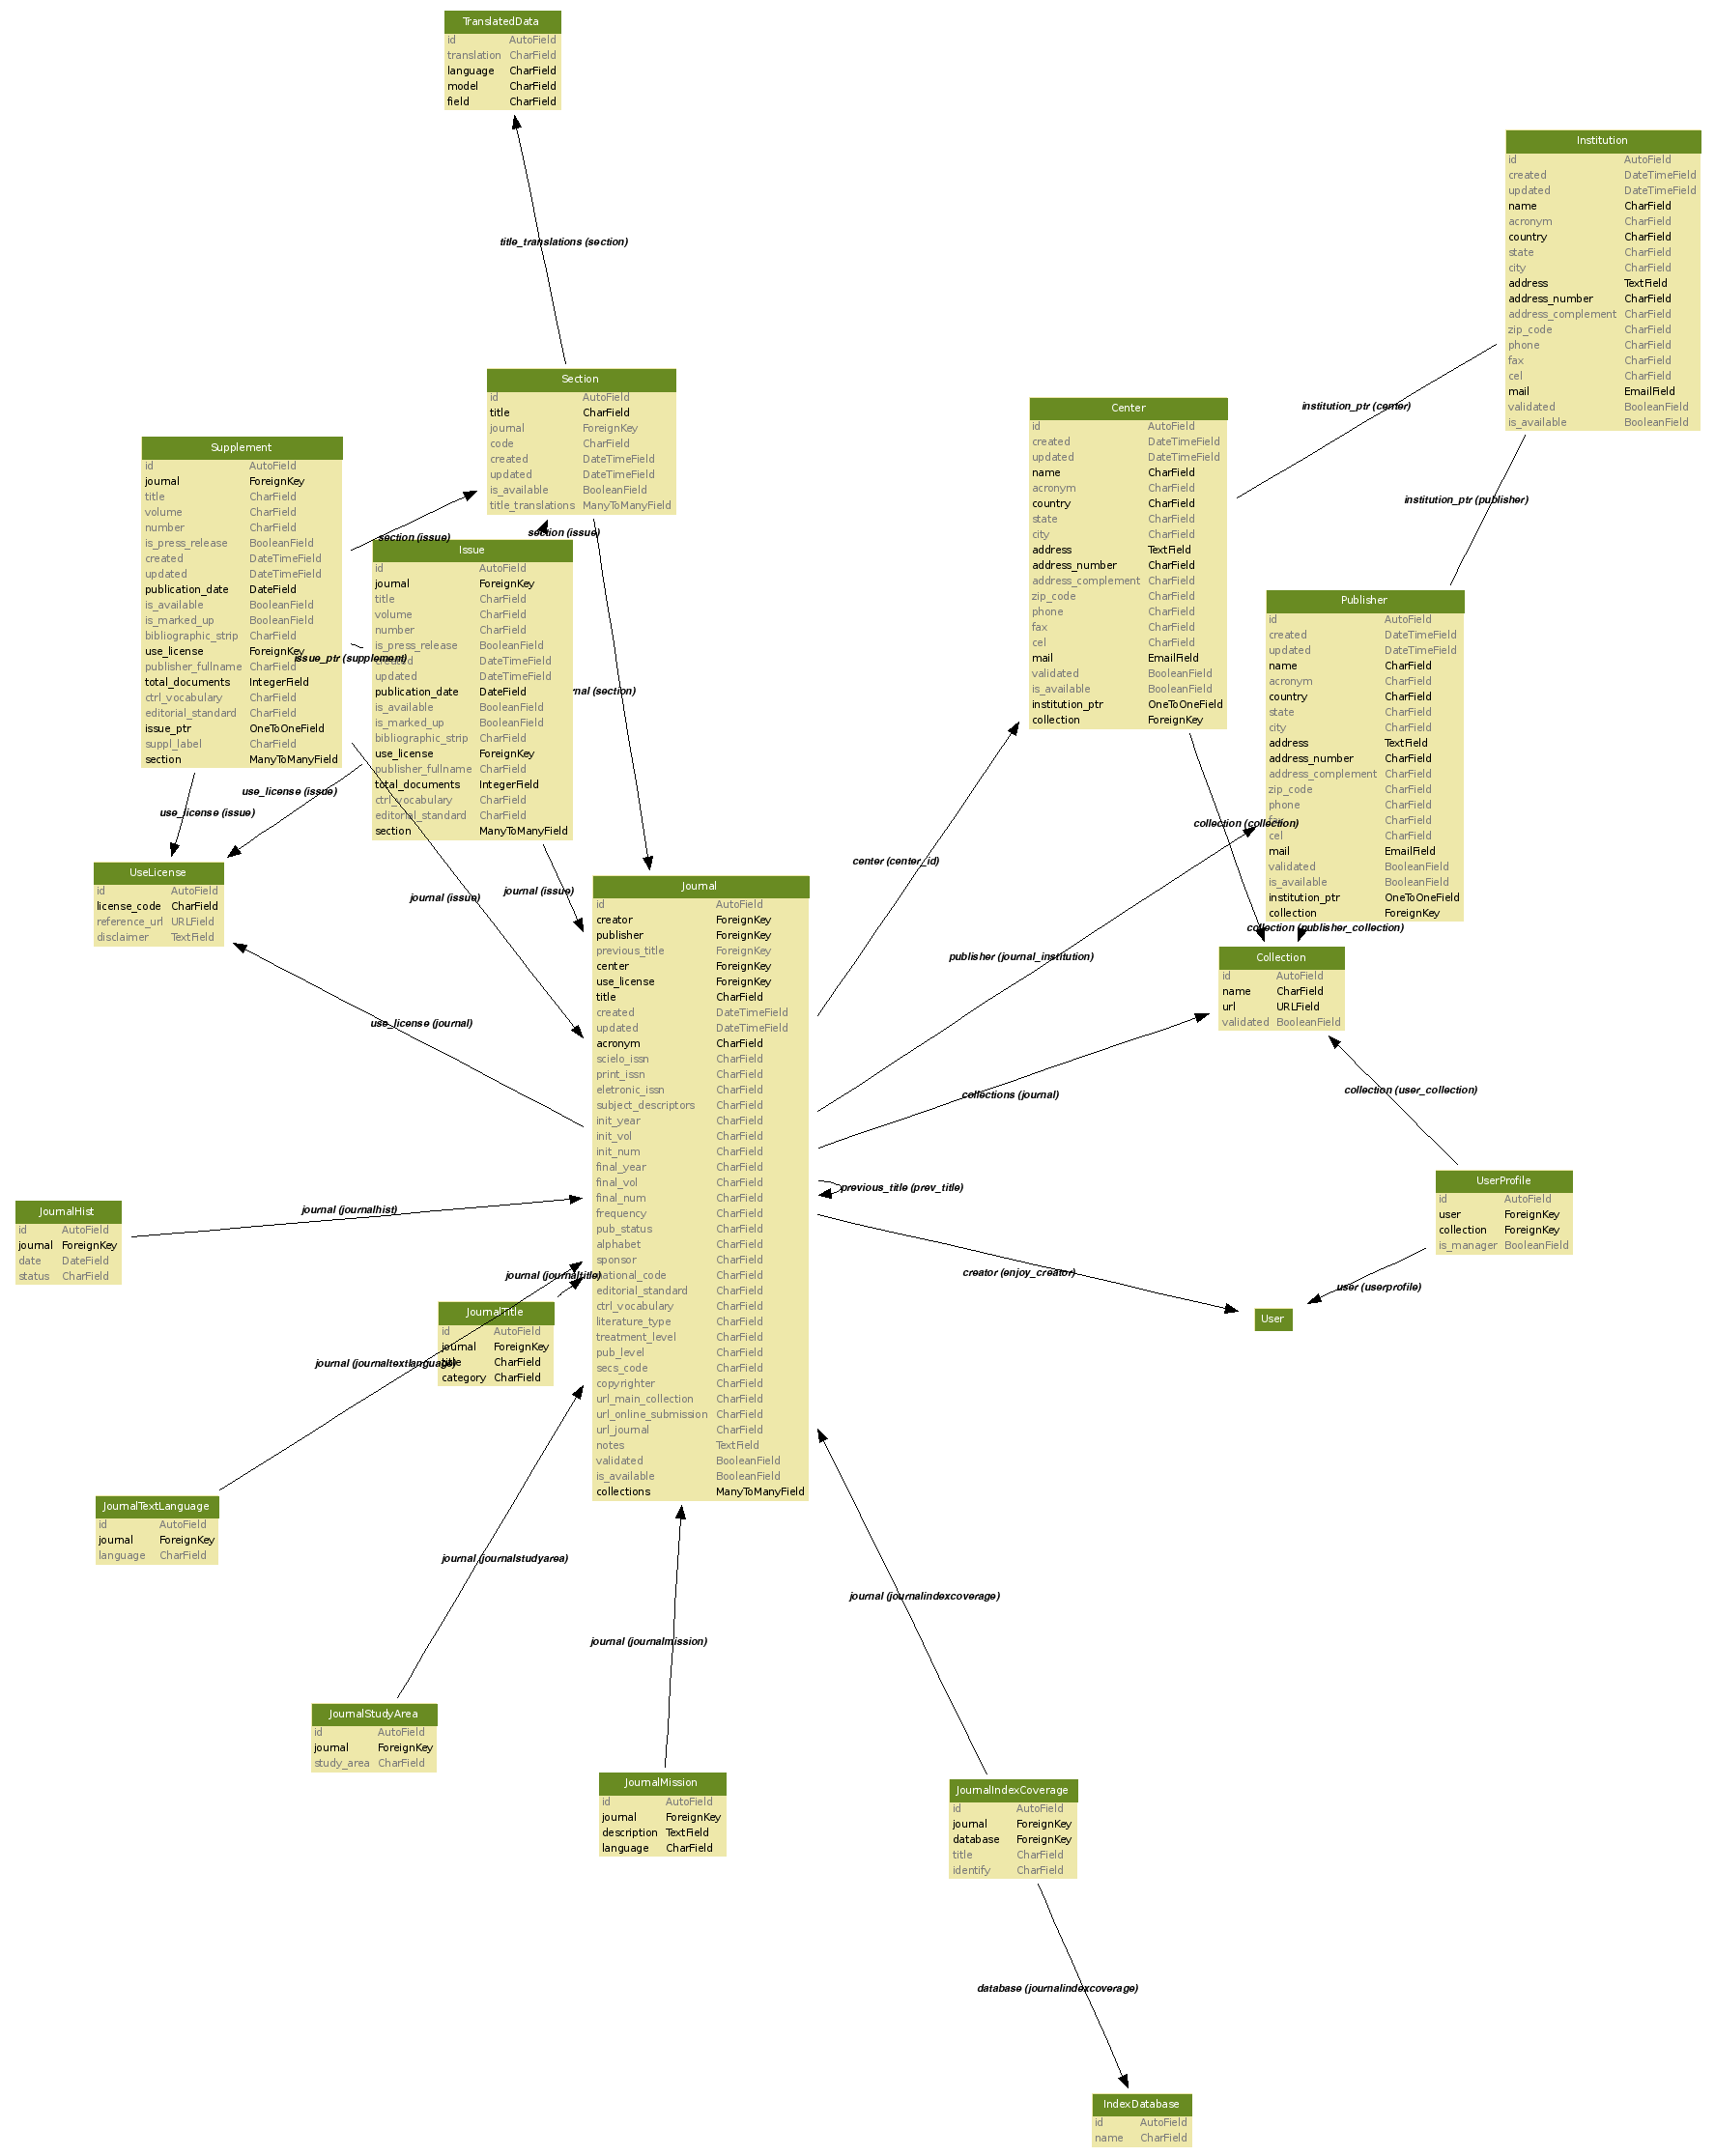 TranslatedData
id AutoField
translation CharField
language CharField
model CharField
field CharField
title_translations (section)
Institution
id AutoField
created DateTimeField
updated DateTimeField
name CharField
acronym CharField
country CharField
state CharField
city CharField
address TextField
address_number CharField
address_complement CharField
zip_code CharField
phone CharField
fax CharField
cel CharField
mail EmailField
validated BooleanField
is_available BooleanField
institution_ptr (center)
institution_ptr (publisher)
Section
id AutoField
title CharField
journal ForeignKey
code CharField
created DateTimeField
updated DateTimeField
is_available BooleanField
title_translations ManyToManyField
Center
id AutoField
created DateTimeField
updated DateTimeField
name CharField
acronym CharField
country CharField
state CharField
city CharField
address TextField
address_number CharField
address_complement CharField
zip_code CharField
phone CharField
fax CharField
cel CharField
mail EmailField
validated BooleanField
is_available BooleanField
institution_ptr OneToOneField
collection ForeignKey
Supplement
id AutoField
journal ForeignKey
title CharField
volume CharField
number CharField
is_press_release BooleanField
created DateTimeField
updated DateTimeField
publication_date DateField
is_available BooleanField
is_marked_up BooleanField
bibliographic_strip CharField
use_license ForeignKey
publisher_fullname CharField
total_documents IntegerField
ctrl_vocabulary CharField
editorial_standard CharField
issue_ptr OneToOneField
suppl_label CharField
section ManyToManyField
section (issue)
section (issue)
Issue
id AutoField
journal ForeignKey
title CharField
volume CharField
number CharField
is_press_release BooleanField
created DateTimeField
updated DateTimeField
publication_date DateField
is_available BooleanField
is_marked_up BooleanField
bibliographic_strip CharField
use_license ForeignKey
publisher_fullname CharField
total_documents IntegerField
ctrl_vocabulary CharField
editorial_standard CharField
section ManyToManyField
issue_ptr (supplement)
nal (section)
Publisher
id AutoField
created DateTimeField
updated DateTimeField
name CharField
acronym CharField
country CharField
state CharField
city CharField
address TextField
address_number CharField
address_complement CharField
zip_code CharField
phone CharField
fax CharField
cel CharField
mail EmailField
validated BooleanField
is_available BooleanField
institution_ptr OneToOneField
collection ForeignKey
use_license (issue)
use_license (issue)
collection (collection)
center (center_id)
journal (issue)
journal (issue)
collection (publisher_collection)
publisher (journal_institution)
UseLicense
id AutoField
license_code CharField
reference_url URLField
disclaimer TextField
Journal
id AutoField
creator ForeignKey
publisher ForeignKey
previous_title ForeignKey
center ForeignKey
use_license ForeignKey
title CharField
created DateTimeField
updated DateTimeField
acronym CharField
scielo_issn CharField
print_issn CharField
eletronic_issn CharField
subject_descriptors CharField
init_year CharField
init_vol CharField
init_num CharField
final_year CharField
final_vol CharField
final_num CharField
frequency CharField
pub_status CharField
alphabet CharField
sponsor CharField
national_code CharField
editorial_standard CharField
ctrl_vocabulary CharField
literature_type CharField
treatment_level CharField
pub_level CharField
secs_code CharField
copyrighter CharField
url_main_collection CharField
url_online_submission CharField
url_journal CharField
notes TextField
validated BooleanField
is_available BooleanField
collections ManyToManyField
Collection
id AutoField
name CharField
url URLField
validated BooleanField
use_license (journal)
collections (journal)
collection (user_collection)
previous_title (prev_title)
UserProfile
id AutoField
user ForeignKey
collection ForeignKey
is_manager BooleanField
JournalHist
id AutoField
journal ForeignKey
date DateField
status CharField
journal (journalhist)
creator (enjoy_creator)
user (userprofile)
User
journal (journaltitle)
JournalTitle
id AutoField
journal ForeignKey
title CharField
category CharField
journal (journaltextlanguage)
JournalTextLanguage
id AutoField
journal ForeignKey
language CharField
journal (journalstudyarea)
journal (journalindexcoverage)
journal (journalmission)
JournalStudyArea
id AutoField
journal ForeignKey
study_area CharField
JournalMission
id AutoField
journal ForeignKey
description TextField
language CharField
JournalIndexCoverage
id AutoField
journal ForeignKey
database ForeignKey
title CharField
identify CharField
database (journalindexcoverage)
IndexDatabase
id AutoField
name CharField